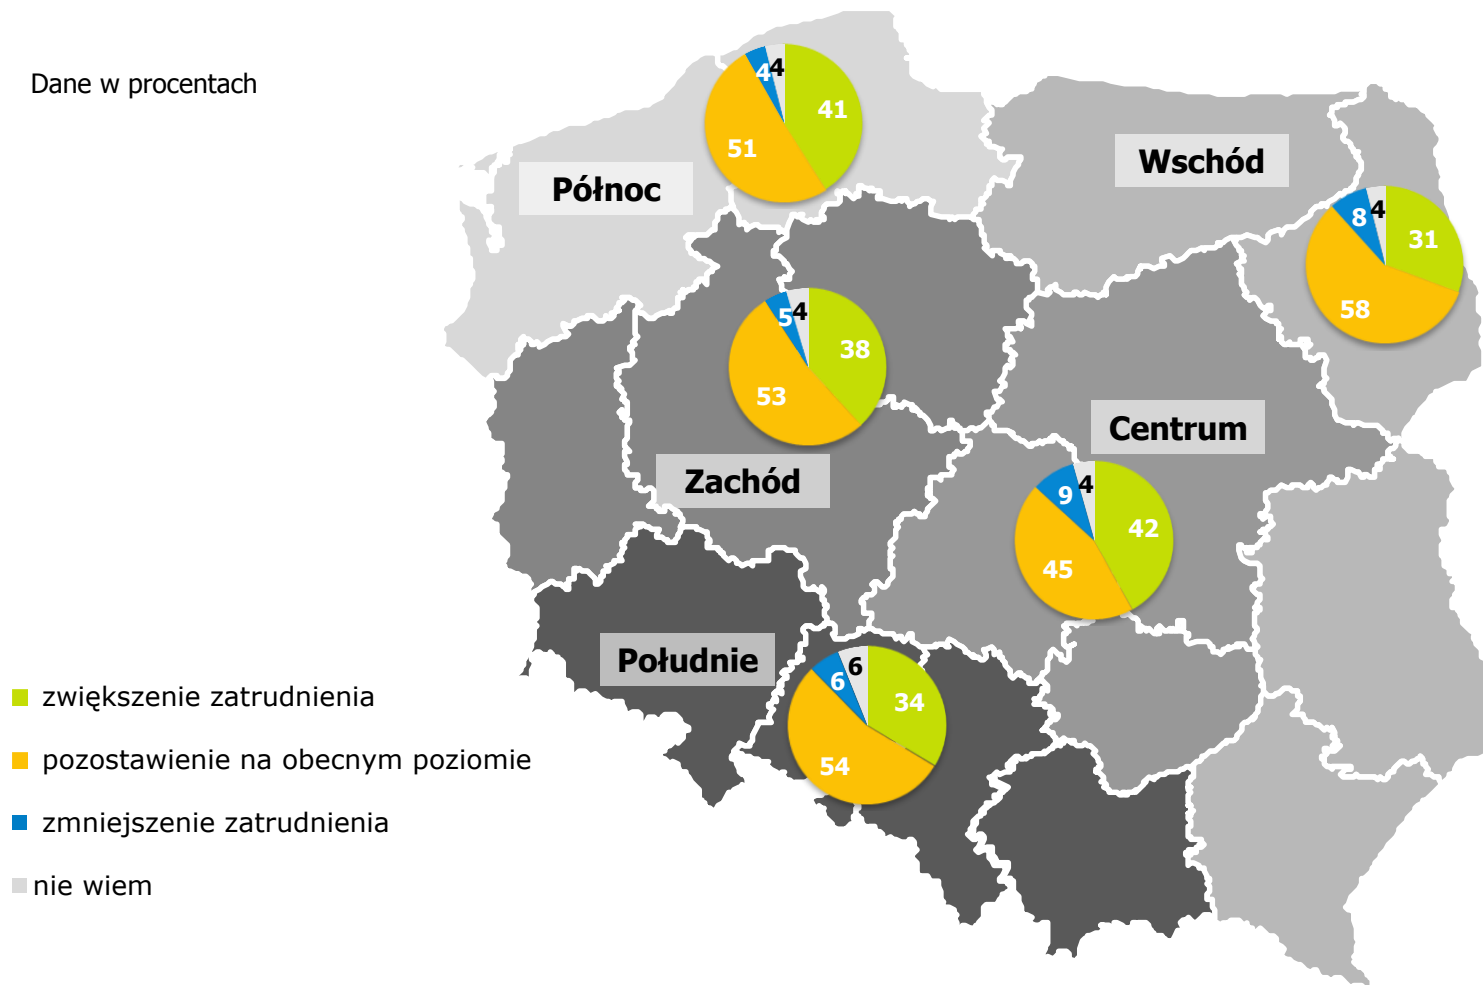 Dane w procentach
4
4
41
51
Północ
Wschód
8
4
31
58
5
4
38
53
Zachód
Centrum
9
4
42
45
Południe
6
6
34
54
zwiększenie zatrudnienia
pozostawienie na obecnym poziomie
zmniejszenie zatrudnienia
nie wiem